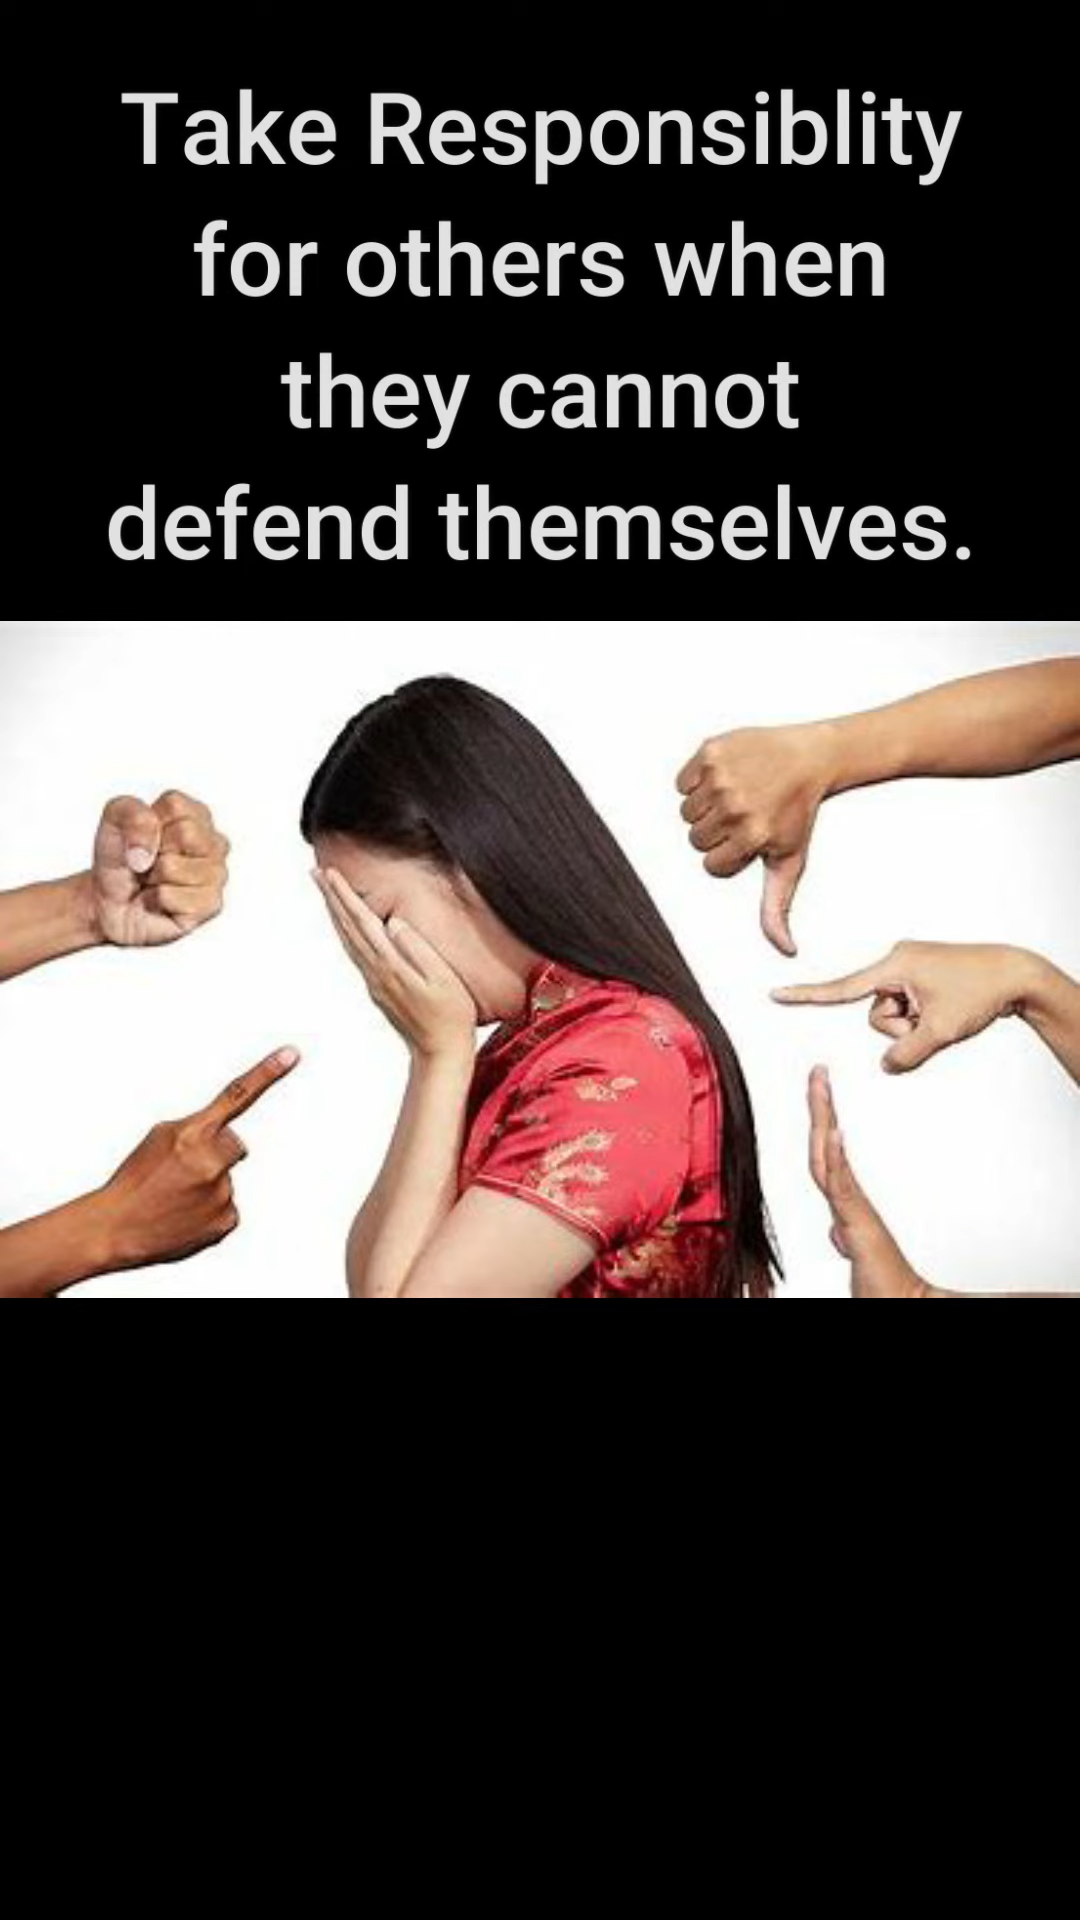 Take Responsiblity
for others when
they cannot
defend themselves.